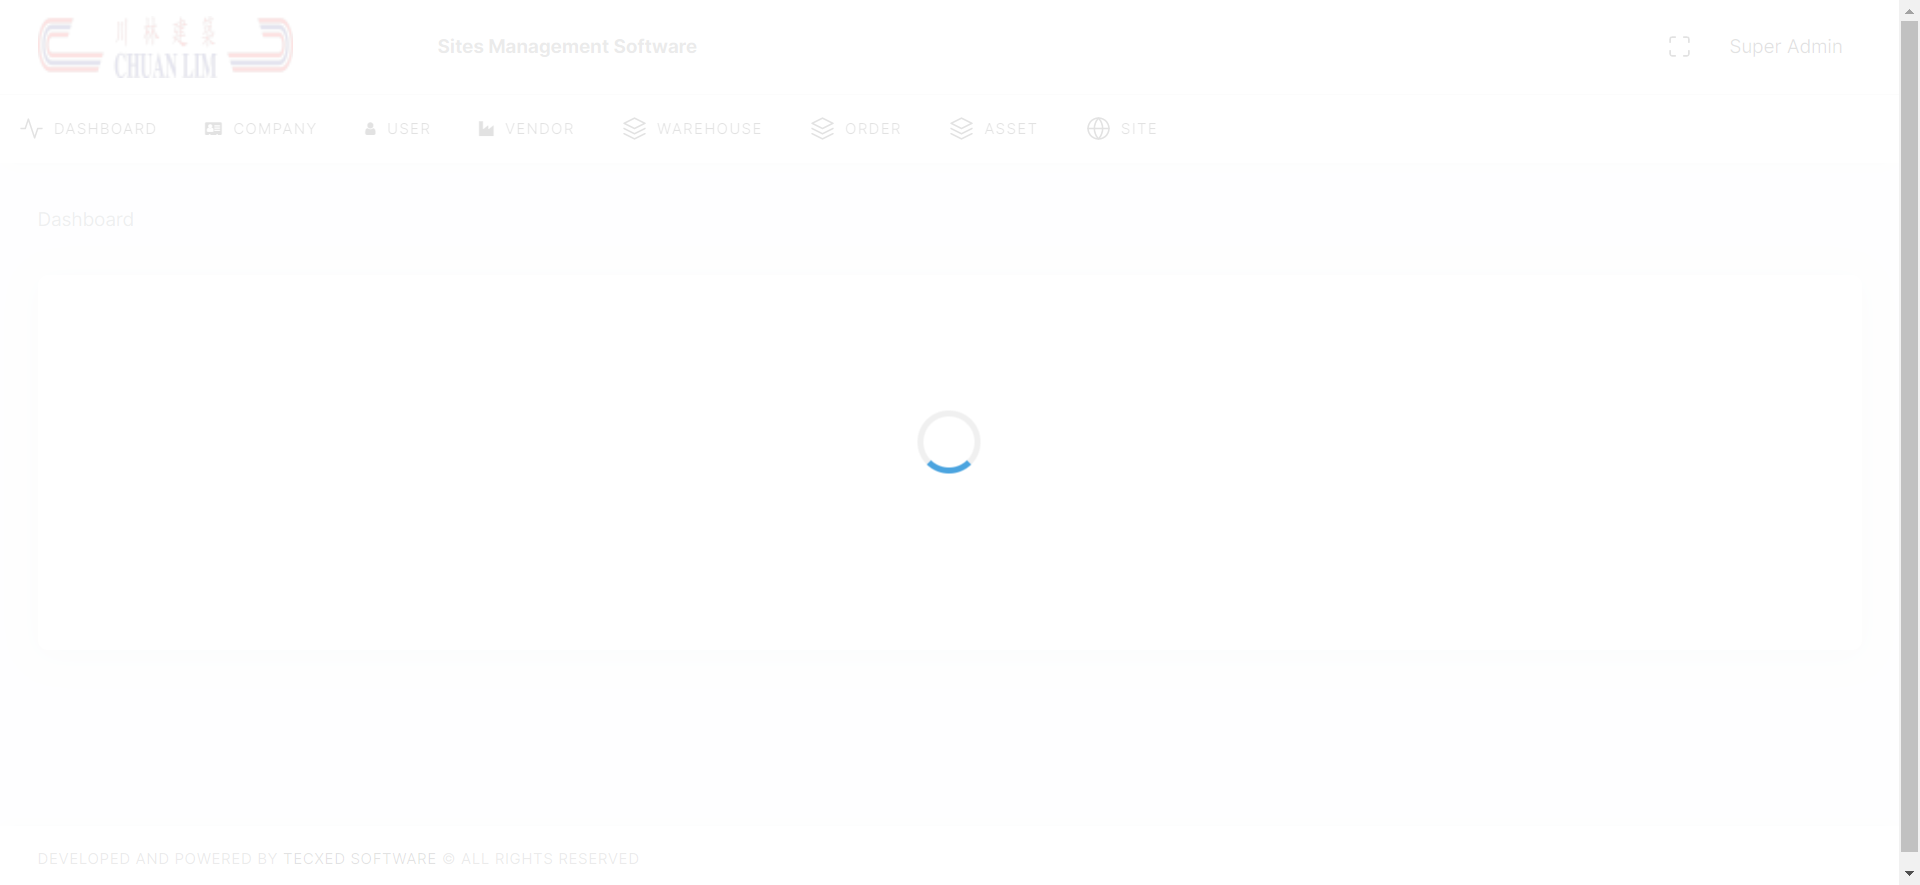 川林建築
CHUAN LIM
Sites Management Software
Super Admin
DASHBOARD
COMPANY
USER
VENDOR
WAREHOUSE
ORDER
ASSET
SITE
Dashboard
DEVELOPED AND POWERED BY TECXED SOFTWARE © ALL RIGHTS RESERVED